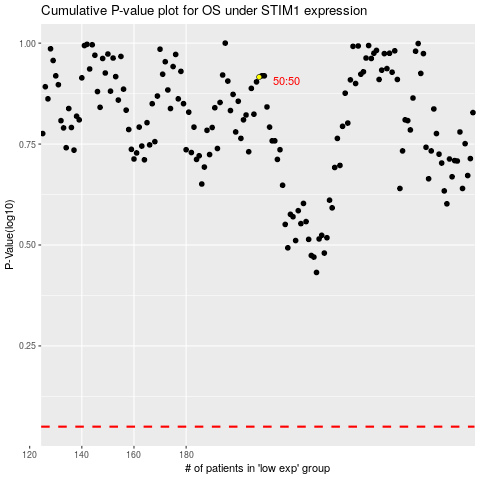 Cumulative P-value plot for OS under STIM1 expression
P-Value(log10)
1.00
0.75
0.50
0.25
50:50
120 140 160 180
# of patients in 'low exp' group